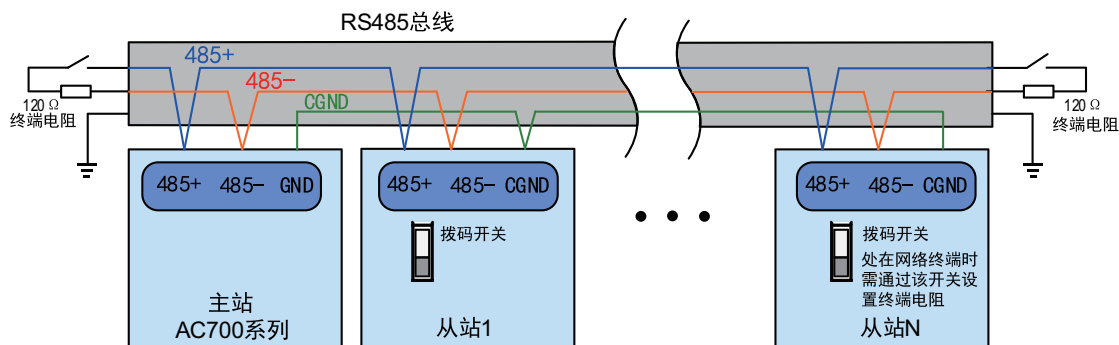 RS485总线
485+
485-
CGND
120 Ω
终端电阻
120 Ω
终端电阻
485+ 485- GND
485+ 485- CGND
485+ 485- CGND
拨码开关
拨码开关
处在网络终端时
需通过该开关设
置终端电阻
主站
AC700系列
从站1
从站N